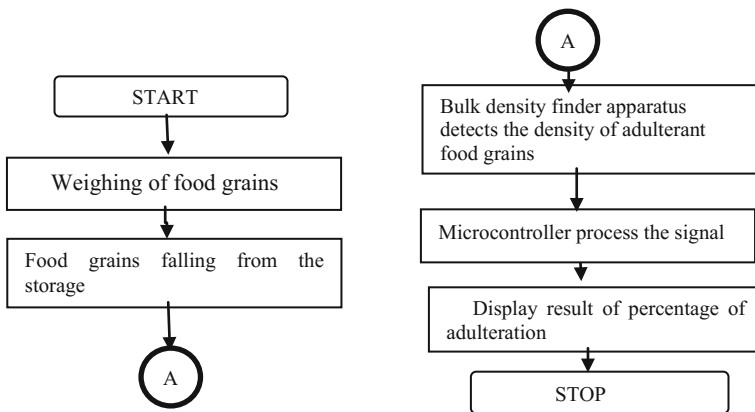 START
Weighing of food grains
Food grains falling from the
storage
A
A
Bulk density finder apparatus
detects the density of adulterant
food grains
Microcontroller process the signal
Display result of percentage of
adulteration
STOP